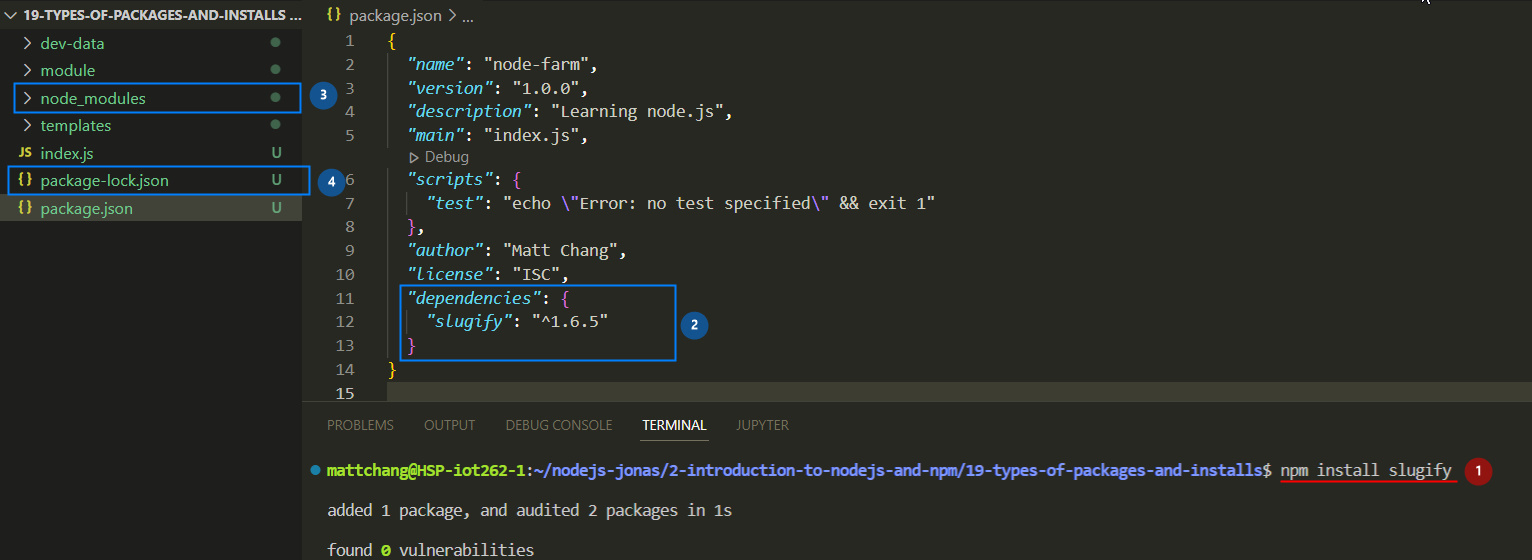 19-TYPES-OF-PACKAGES-AND-INSTALLS ...
dev-data
module
node_modules
3
templates
JS index.js U
{} package-lock.json U
4
{} package.json U
{} package.json > ...
1 {
2 "name": "node-farm",
3 "version": "1.0.0",
4 "description": "Learning node.js",
5 "main": "index.js",
Debug
6 "scripts": {
7 "test": "echo \"Error: no test specified\" && exit 1"
8 },
9 "author": "Matt Chang",
10 "license": "ISC",
11 "dependencies": {
12 "slugify": "^1.6.5"
2
13 }
14 }
15
PROBLEMS OUTPUT DEBUG CONSOLE TERMINAL JUPYTER
mattchang@HSP-iot262-1:~/nodejs-jonas/2-introduction-to-nodejs-and-npm/19-types-of-packages-and-installs$ npm install slugify 1
added 1 package, and audited 2 packages in 1s
found 0 vulnerabilities